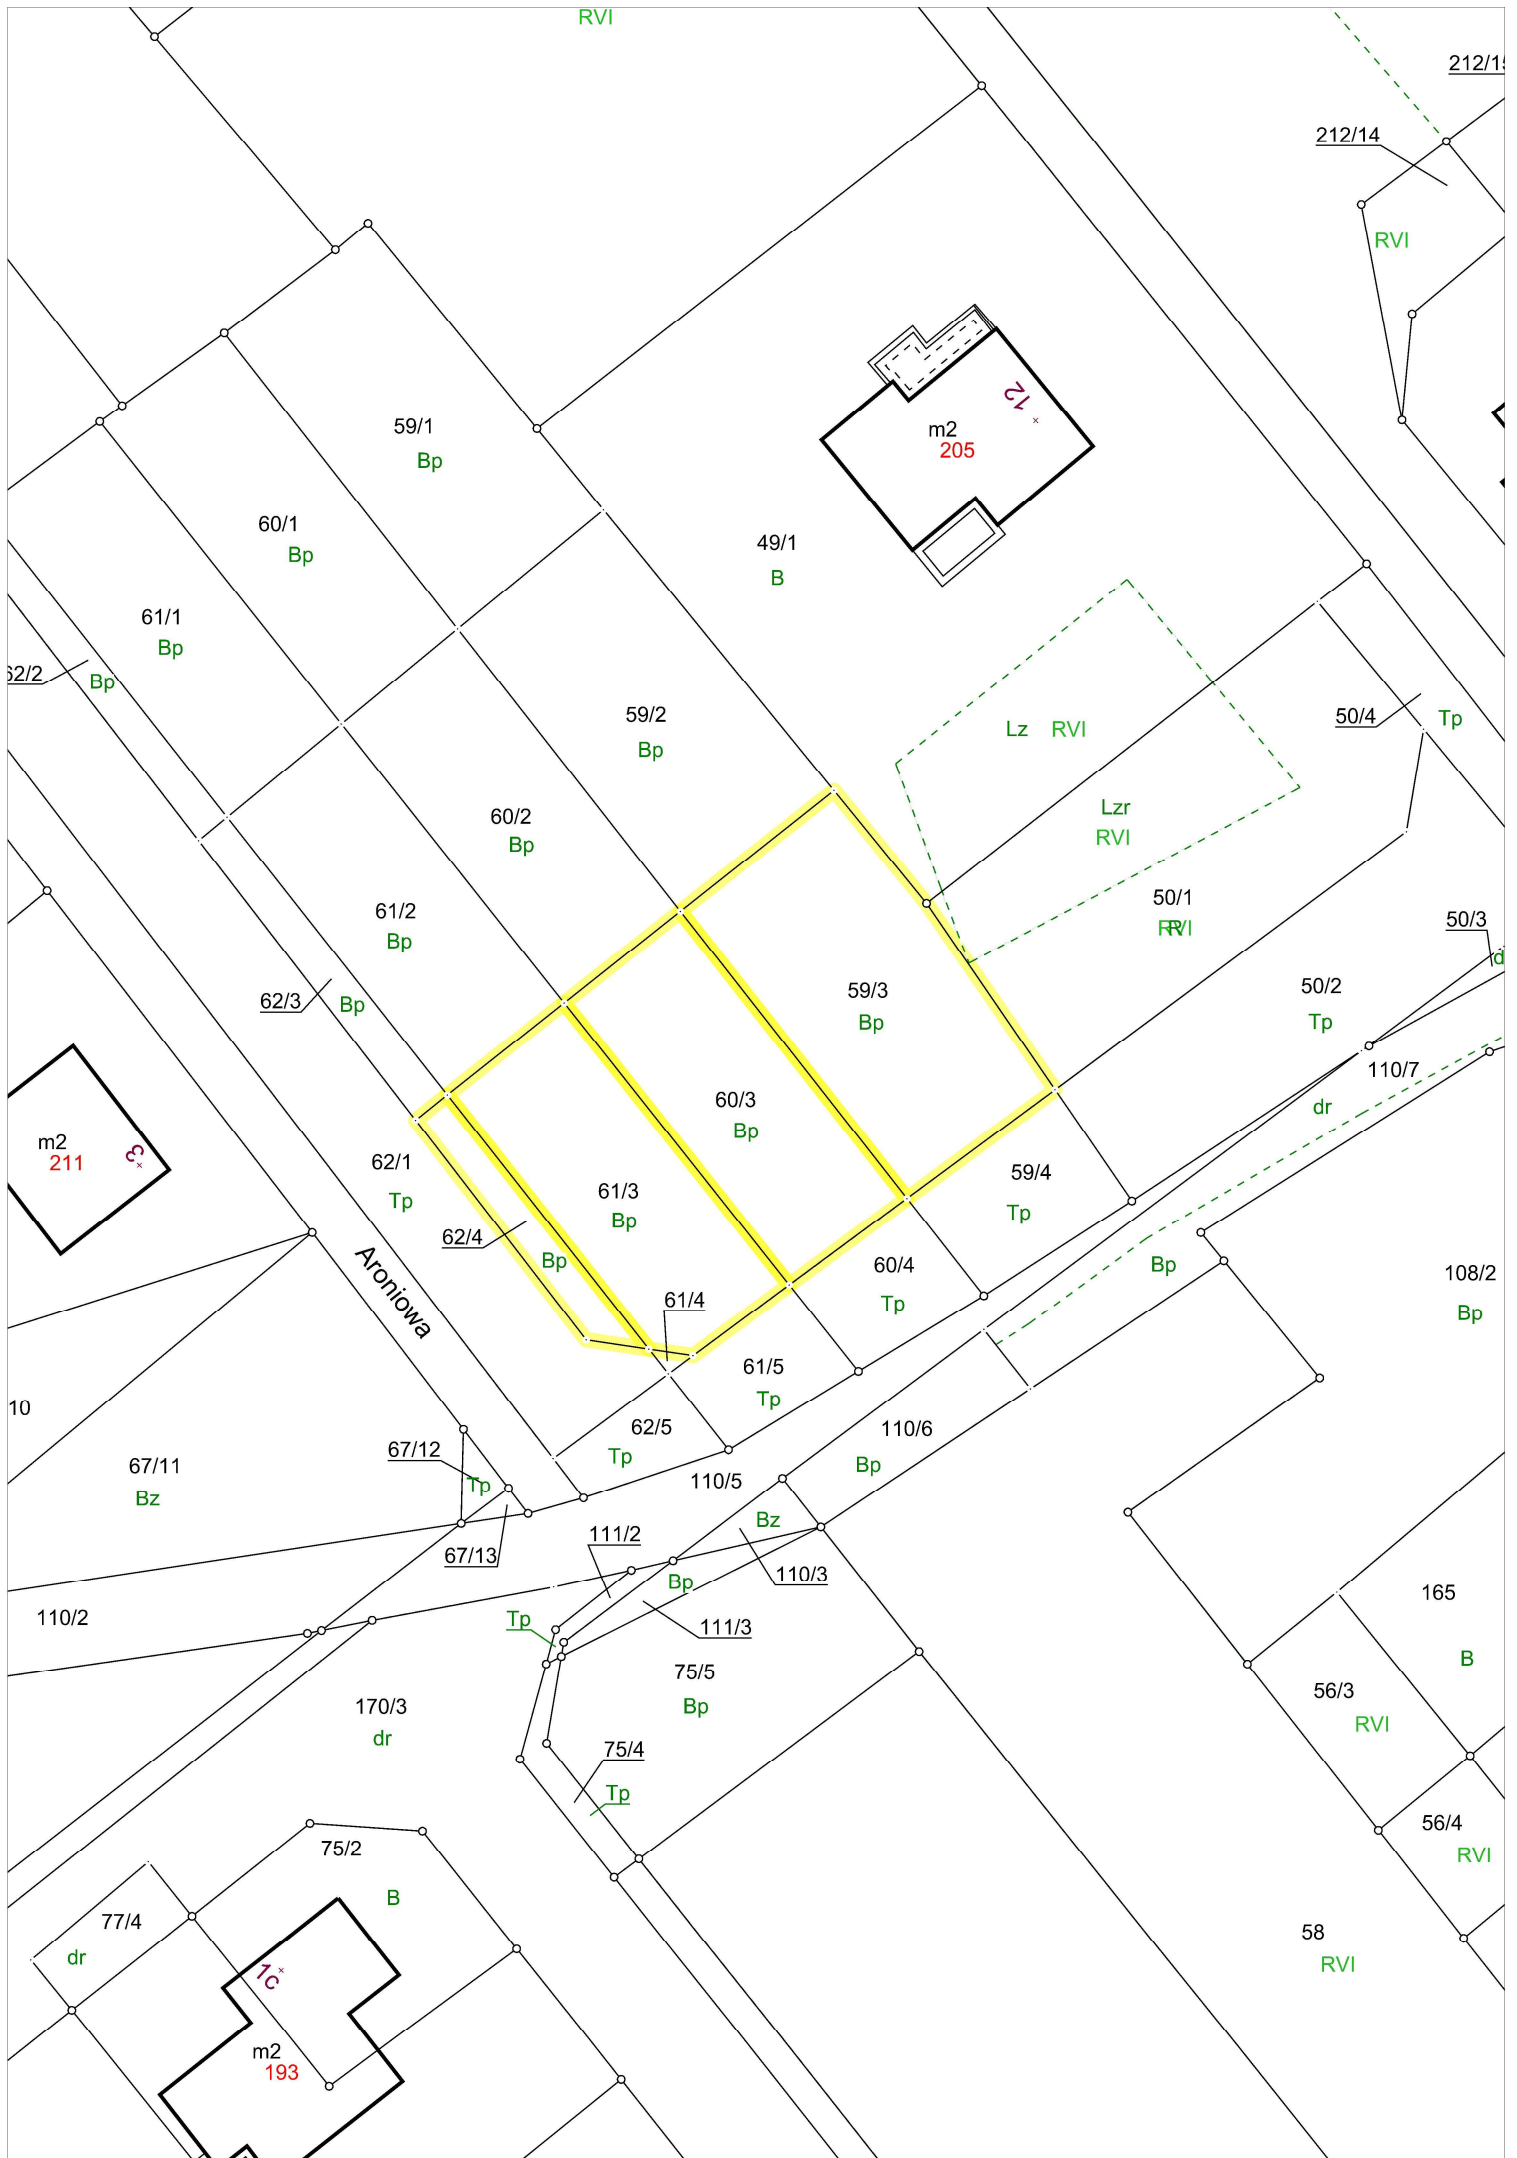 RVI
212/15
212/14
RVI
12
59/1
m2
205
Bp
60/1
Bp
49/1
B
61/1
Bp
62/2
Bp
59/2
Bp
50/4
Tp
Lz RVI
60/2
Bp
Lzr
RVI
61/2
Bp
50/1
RVI
R
50/3
d
59/3
Bp
50/2
Tp
62/3
Bp
110/7
dr
60/3
Bp
m2
211
3
62/1
Tp
61/3
Bp
59/4
Tp
62/4
Bp
60/4
Tp
Bp
108/2
Bp
Aroniowa
61/4
61/5
Tp
10
62/5
Tp
110/6
Bp
67/12
Tp
67/11
Bz
110/5
Bz
67/13
111/2
110/3
Bp
110/2
Tp
111/3
165
B
75/5
Bp
170/3
dr
56/3
RVI
75/4
Tp
75/2
B
56/4
RVI
77/4
dr
58
RVI
1c
m2
193